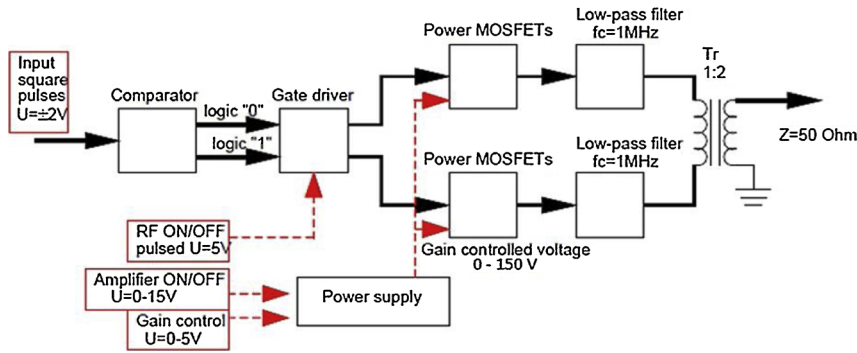 Input
square
pulses
U=±2V
Comparator
logic "0"
logic "1"
Gate driver
Power MOSFETs
Low-pass filter
fc=1MHz
Tr
1:2
Z=50 Ohm
Power MOSFETs
Low-pass filter
fc=1MHz
RF ON/OFF
pulsed U=5V
Gain controlled voltage
0 - 150 V
Amplifier ON/OFF
U=0-15V
Gain control
U=0-5V
Power supply